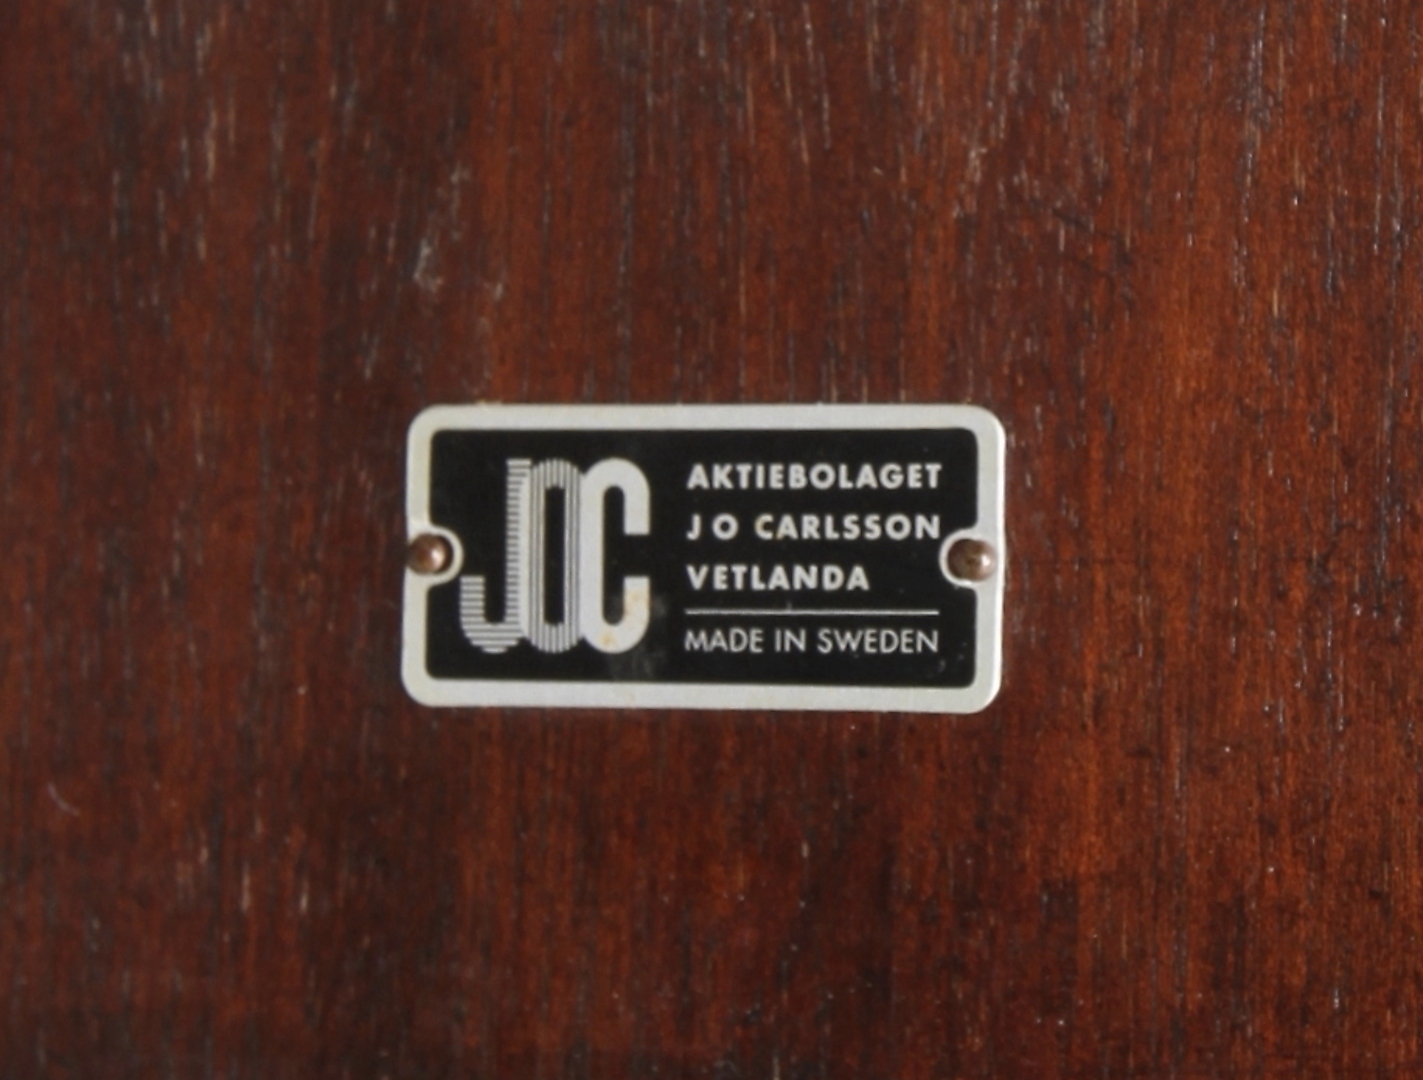 JOC
AKTIEBOLAGET
J O CARLSSON
VETLANDA
MADE IN SWEDEN